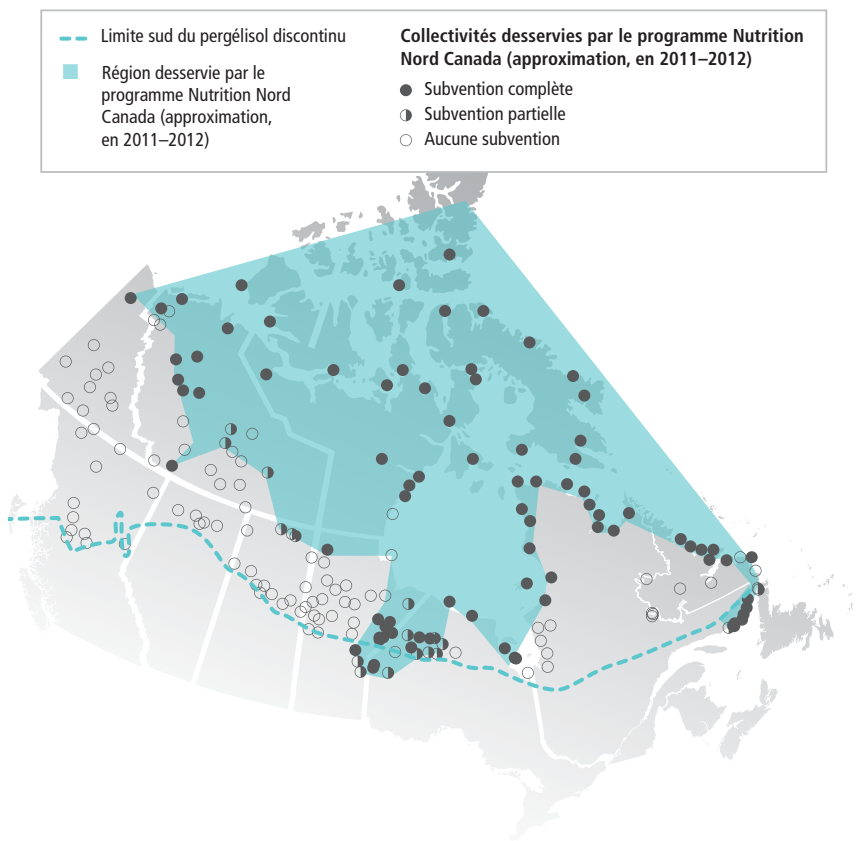 Limite sud du pergélisol discontinu
Région desservie par le
programme Nutrition Nord
Canada (approximation,
en 2011–2012)
Collectivités desservies par le programme Nutrition
Nord Canada (approximation, en 2011–2012)
Subvention complète
Subvention partielle
Aucune subvention